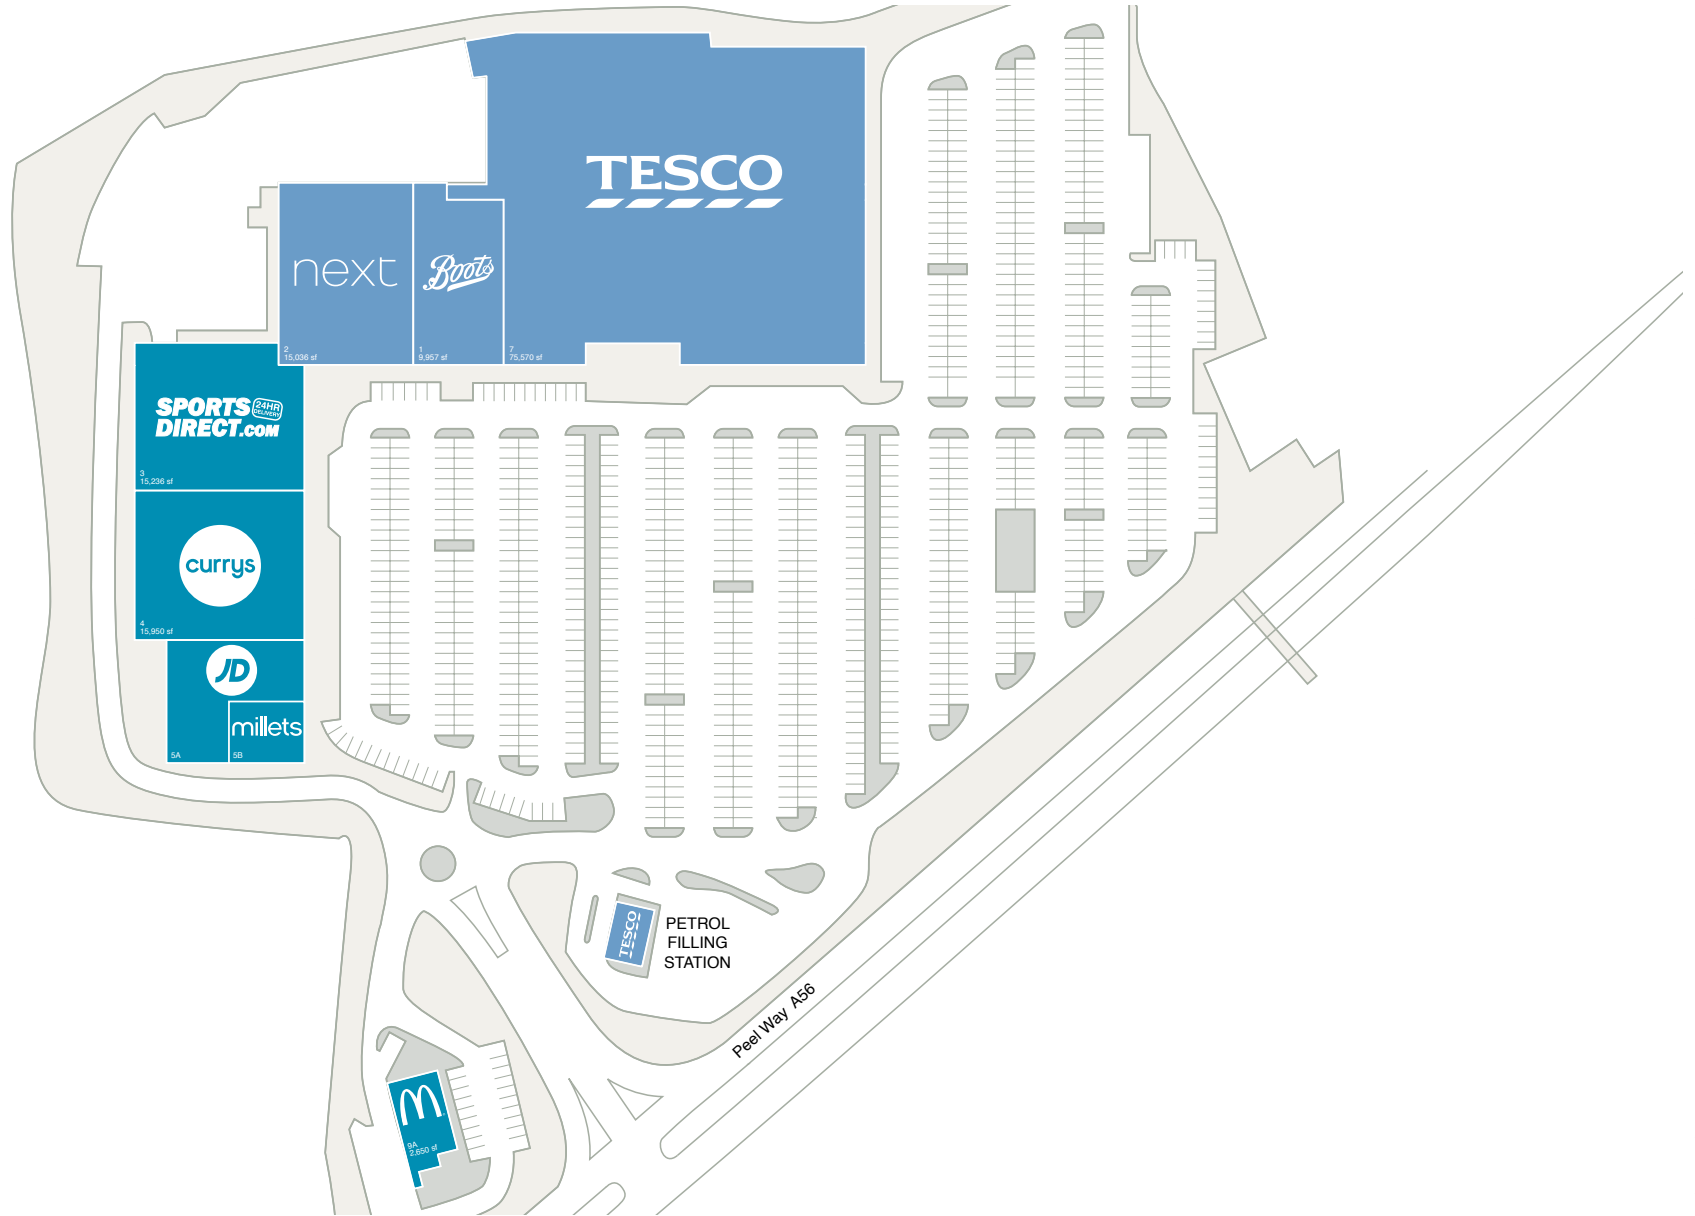 TESCO
next
Boots
2
15,036 sf
1
9,957 sf
7
75,570 sf
SPORTS
DIRECT.COM
24HR
DELIVERY
3
15,236 sf
currys
4
15,950 sf
JD
millets
5A
5B
TESCO
PETROL
FILLING
STATION
Peel Way A56
M
9A
2,650 sf